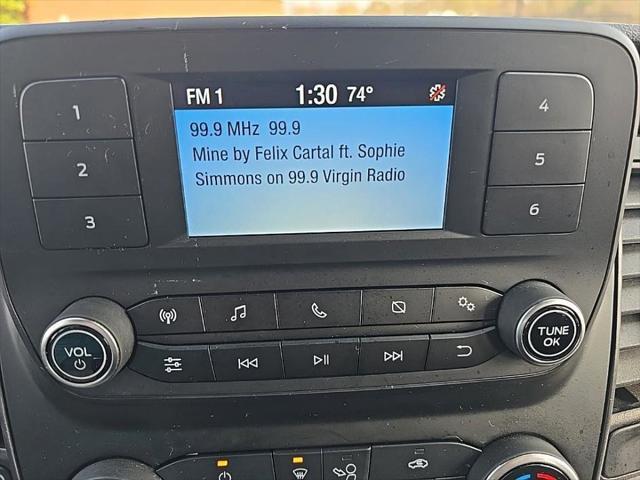 FM 1 1:30 74°
99.9 MHz 99.9
Mine by Felix Cartal ft. Sophie
Simmons on 99.9 Virgin Radio
1
2
3
4
5
6
VOL
TUNE
OK